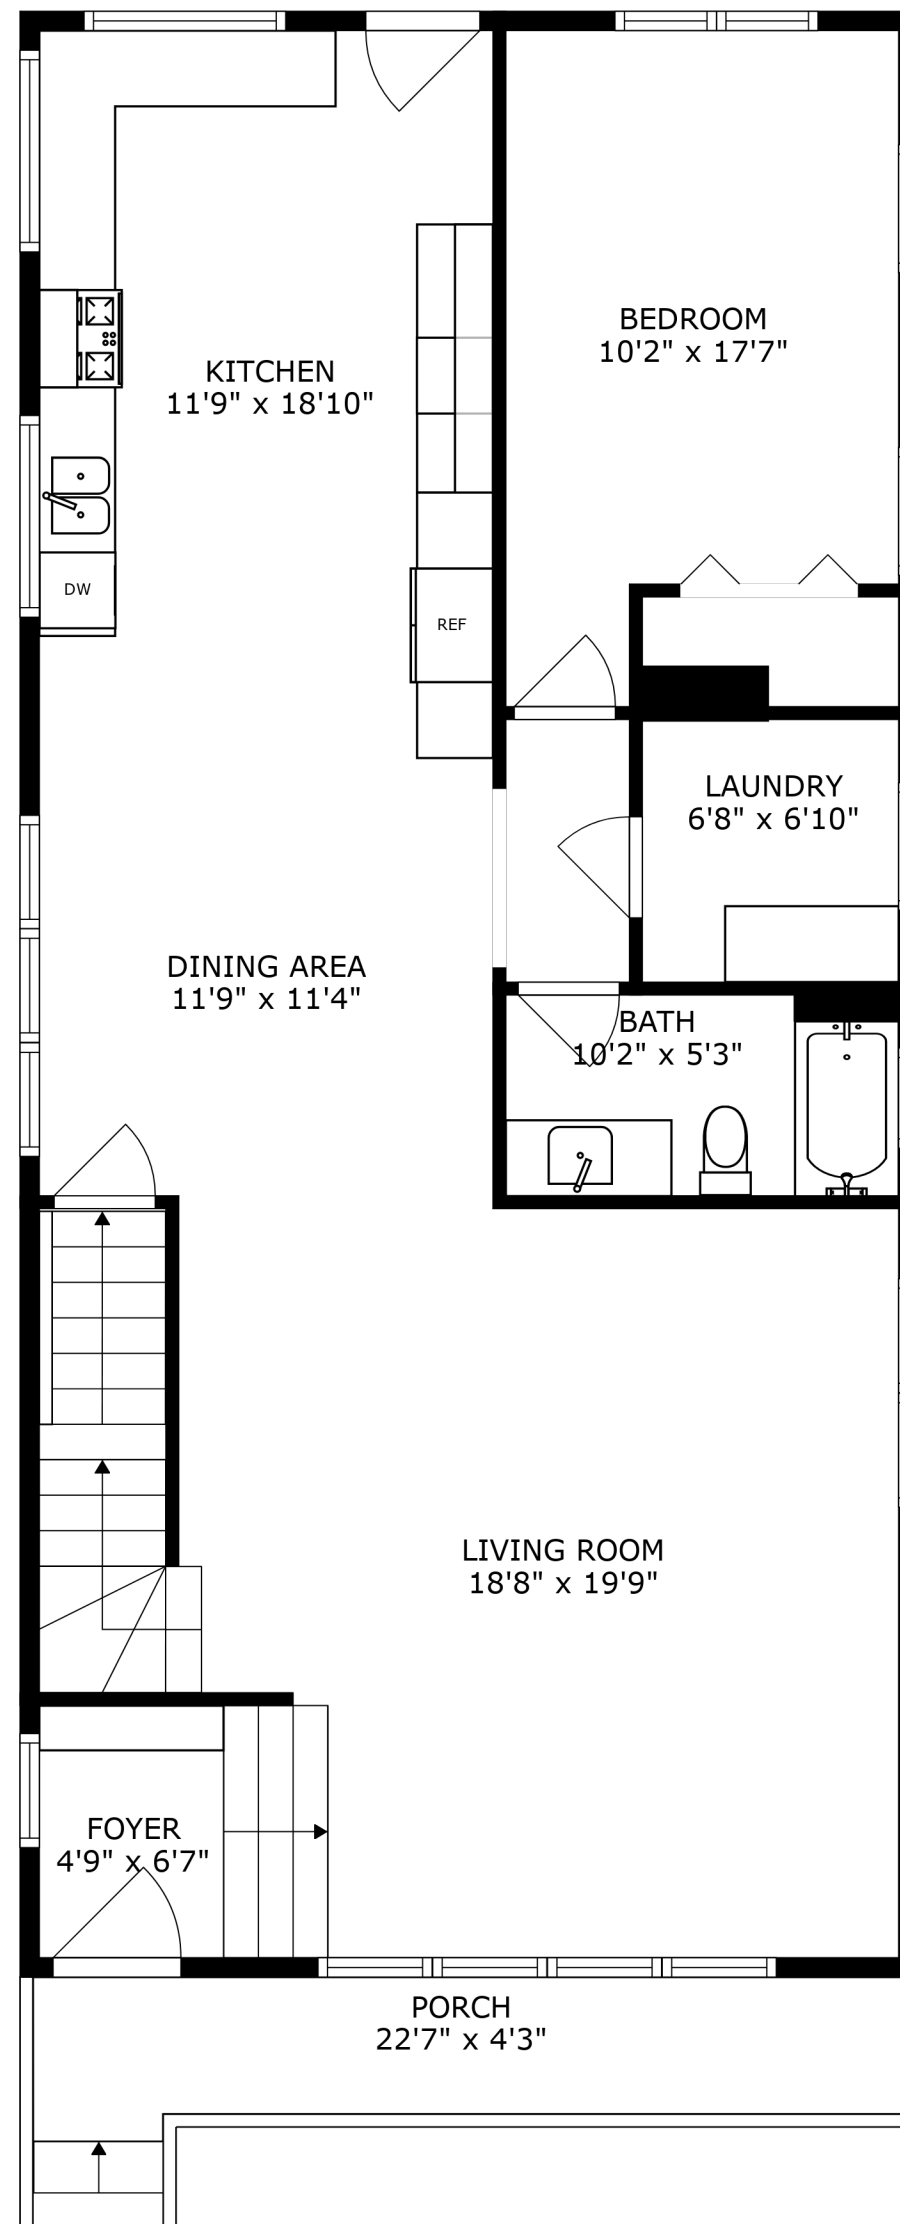 BEDROOM
10'2" x 17'7"
KITCHEN
11'9" x 18'10"
DW
REF
LAUNDRY
6'8" x 6'10"
DINING AREA
11'9" x 11'4"
BATH
10'2" x 5'3"
LIVING ROOM
18'8" x 19'9"
FOYER
4'9" x 6'7"
PORCH
22'7" x 4'3"